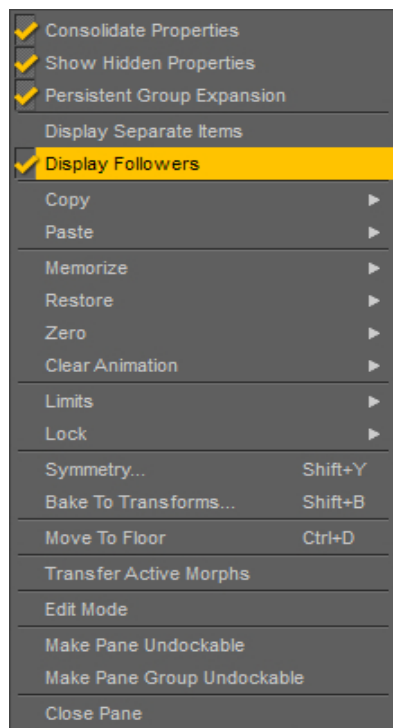 Consolidate Properties
Show Hidden Properties
Persistent Group Expansion
Display Separate Items
Display Followers
Copy
Paste
Memorize
Restore
Zero
Clear Animation
Limits
Lock
Symmetry... Shift+Y
Bake To Transforms... Shift+B
Move To Floor Ctrl+D
Transfer Active Morphs
Edit Mode
Make Pane Undockable
Make Pane Group Undockable
Close Pane